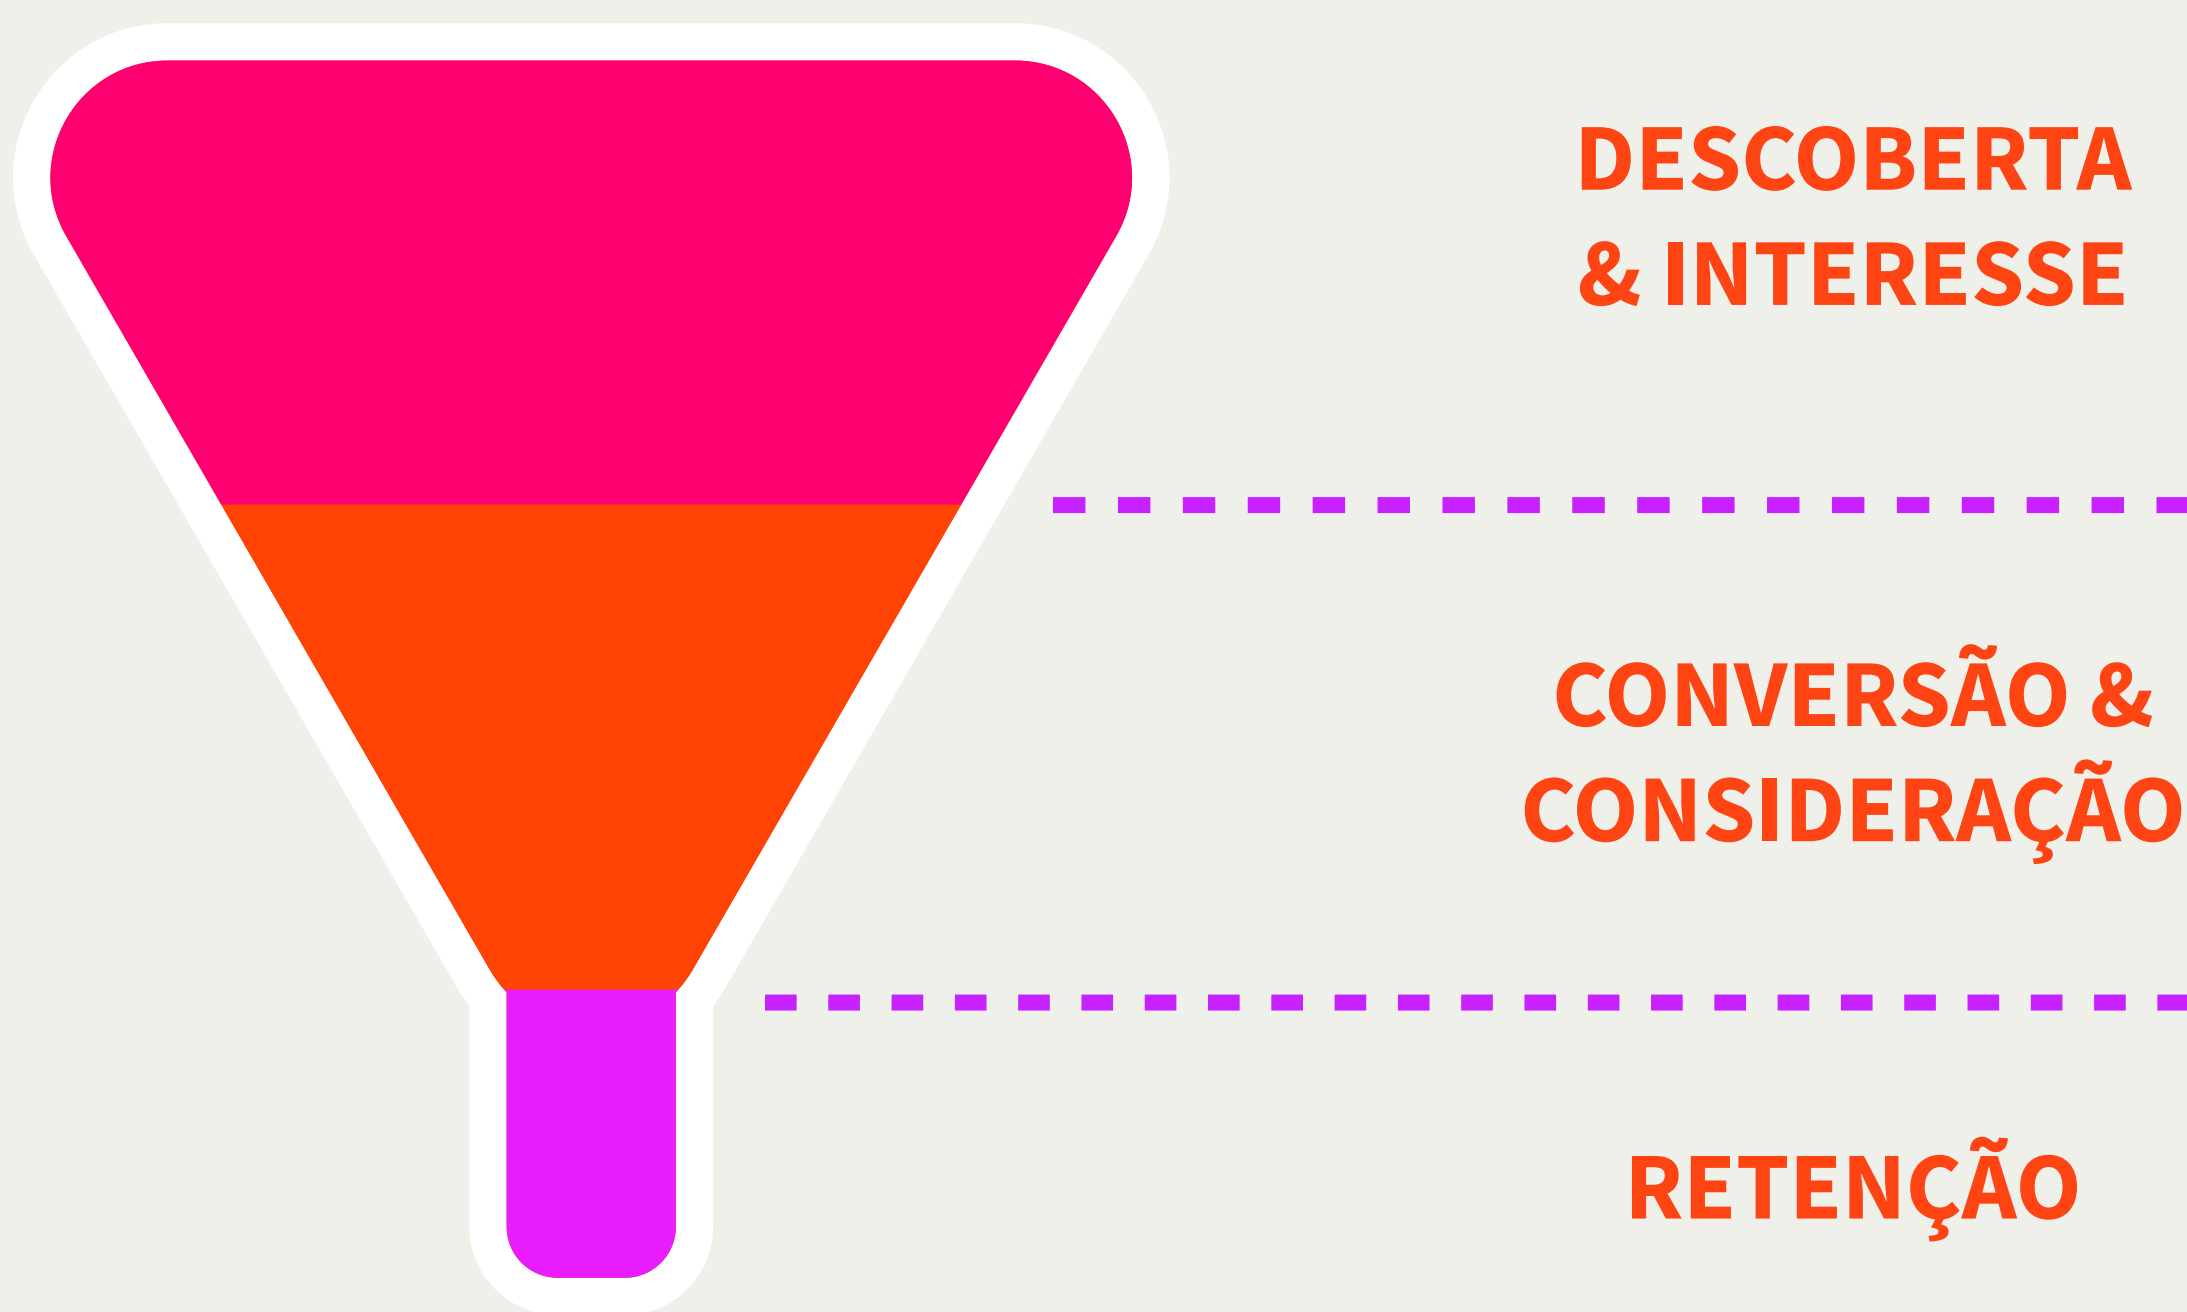 DESCOBERTA
& INTERESSE
CONVERSÃO &
CONSIDERAÇÃO
RETENÇÃO